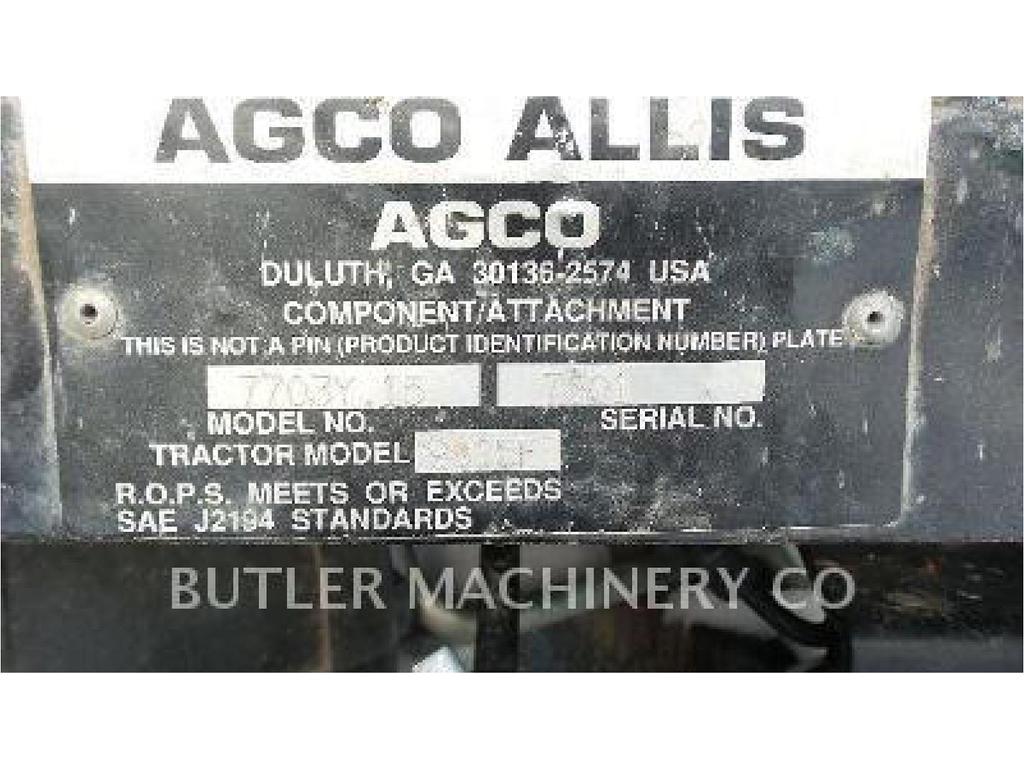 AGCO ALLIS
AGCO
DULUTH, GA 30136-2574 USA
COMPONENT/ATTACHMENT
THIS IS NOT A PIN (PRODUCT IDENTIFICATION NUMBER) PLATE
MODEL NO. SERIAL NO.
TRACTOR MODEL
R.O.P.S. MEETS OR EXCEEDS
SAE J2194 STANDARDS
BUTLER MACHINERY CO